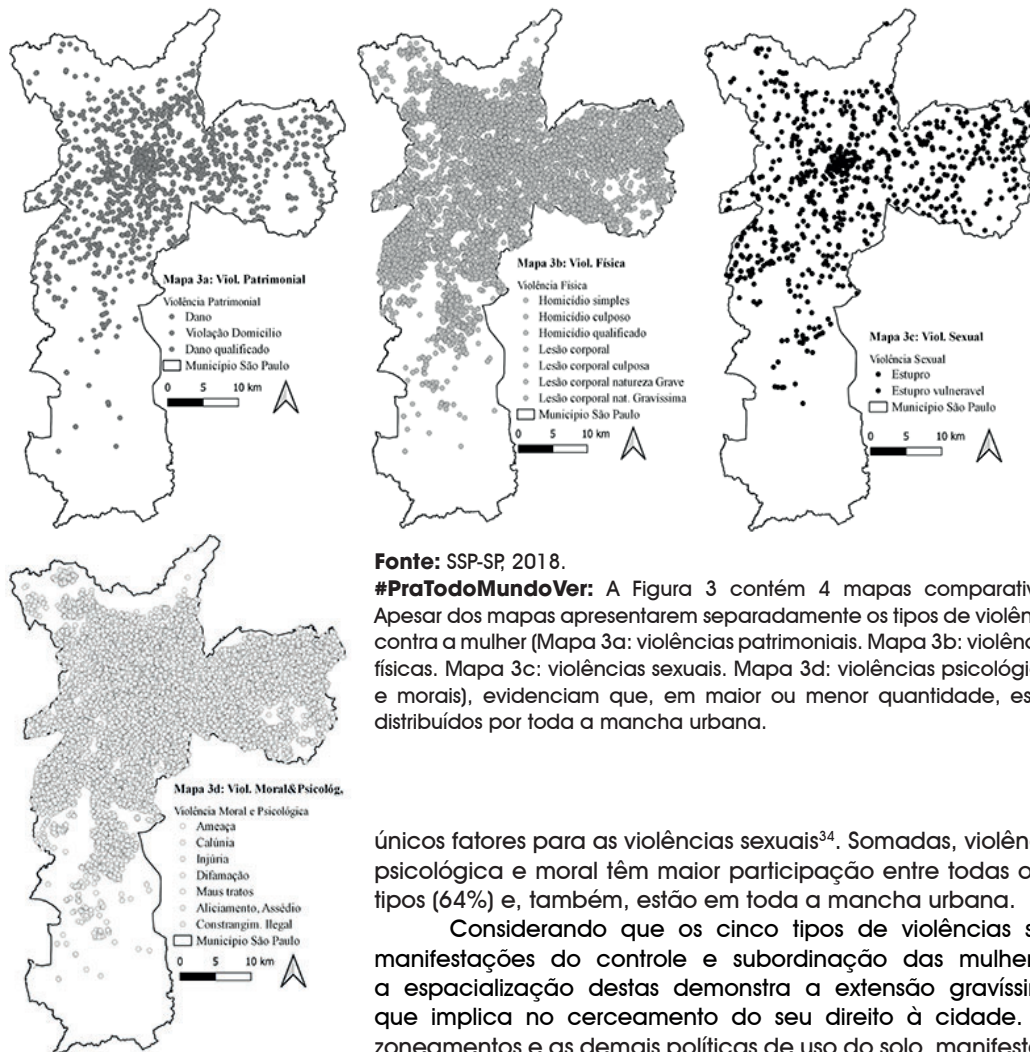 Mapa 3a: Viol. Patrimonial
Violência Patrimonial
Dano
Violação Domicílio
Dano qualificado
Município São Paulo
0 5 10 km
Mapa 3b: Viol. Física
Violência Física
Homicídio simples
Homicídio culposo
Homicídio qualificado
Lesão corporal
Lesão corporal culposa
Lesão corporal natureza Grave
Lesão corporal nat. Gravíssima
Município São Paulo
0 5 10 km
Mapa 3c: Viol. Sexual
Violência Sexual
Estupro
Estupro vulneravel
Município São Paulo
0 5 10 km
Mapa 3d: Viol. Moral&Psicológ.
Violência Moral e Psicológica
Ameaça
Calúnia
Injúria
Difamação
Maus tratos
Aliciamento, Assédio
Constrangim. Ilegal
Município São Paulo
0 5 10 km
Fonte: SSP-SP, 2018.
#PraTodoMundoVer: A Figura 3 contém 4 mapas comparativ
Apesar dos mapas apresentarem separadamente os tipos de violên
contra a mulher (Mapa 3a: violências patrimoniais. Mapa 3b: violênc
físicas. Mapa 3c: violências sexuais. Mapa 3d: violências psicológi
e morais), evidenciam que, em maior ou menor quantidade, es
distribuídos por toda a mancha urbana.
únicos fatores para as violências sexuais³⁴. Somadas, violên
psicológica e moral têm maior participação entre todas o
tipos (64%) e, também, estão em toda a mancha urbana.
Considerando que os cinco tipos de violências s
manifestações do controle e subordinação das mulher
a espacialização destas demonstra a extensão gravíssi
que implica no cerceamento do seu direito à cidade.
zoneamentos e as demais políticas de uso do solo, manifest